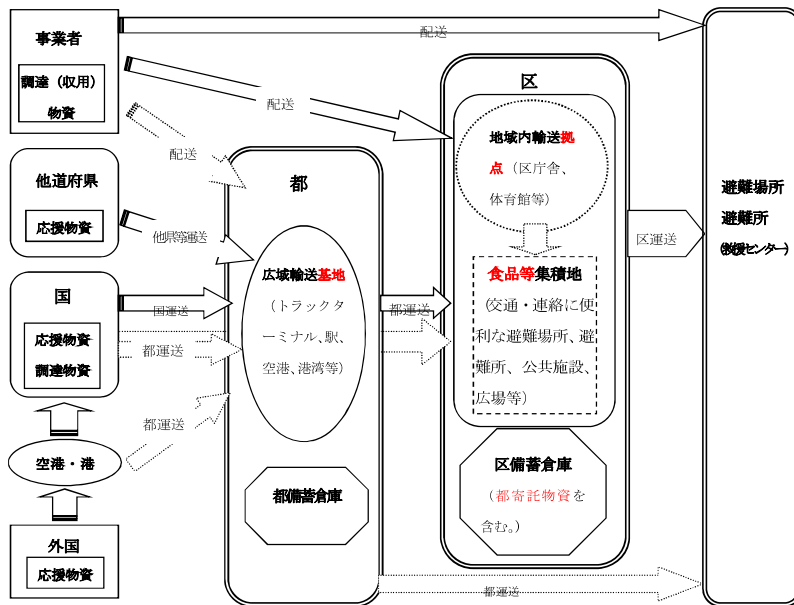 事業者
調達（収用）
物資
他道府県
応援物資
国
応援物資
調達物資
空港・港
外国
応援物資
配送
配送
配送
他県等運送
国運送
都運送
都運送
都
広域輸送基地
（トラックタ
ーミナル、駅、
空港、港湾等）
都備蓄倉庫
都運送
区
地域内輸送拠
点（区庁舎、
体育館等）
食品等集積地
（交通・連絡に便
利な避難場所、避
難所、公共施設、
広場等）
区備蓄倉庫
（都寄託物資を
含む。）
区運送
都運送
避難場所
避難所
（救援センター）